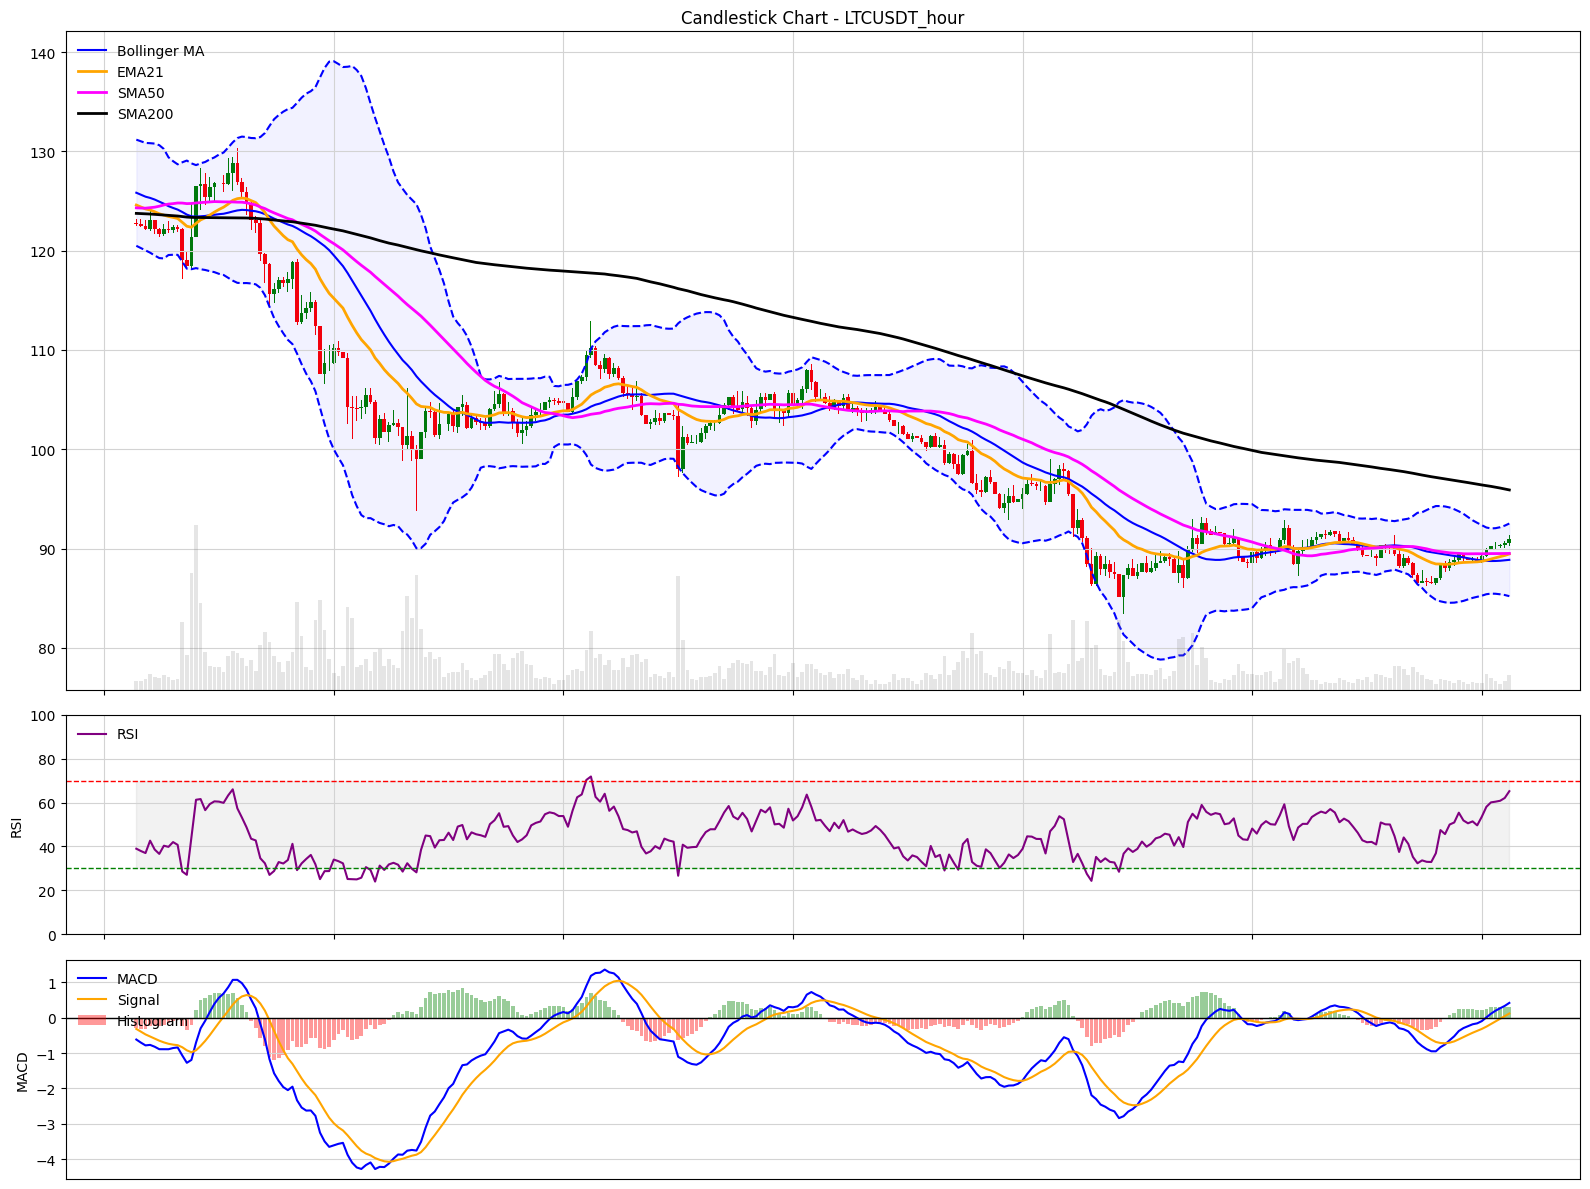 Candlestick Chart - LTCUSDT_hour
Bollinger MA
EMA21
SMA50
SMA200
140
130
120
110
100
90
80
RSI
RSI
100
80
60
40
20
0
MACD
Signal
Histogram
MACD
1
0
−1
−2
−3
−4